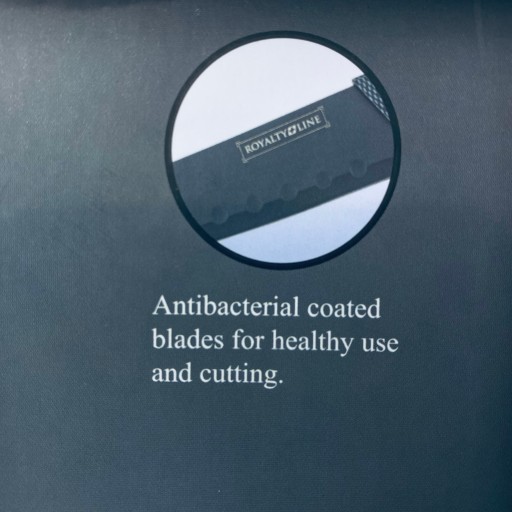 ROYALTY LINE
Antibacterial coated
blades for healthy use
and cutting.